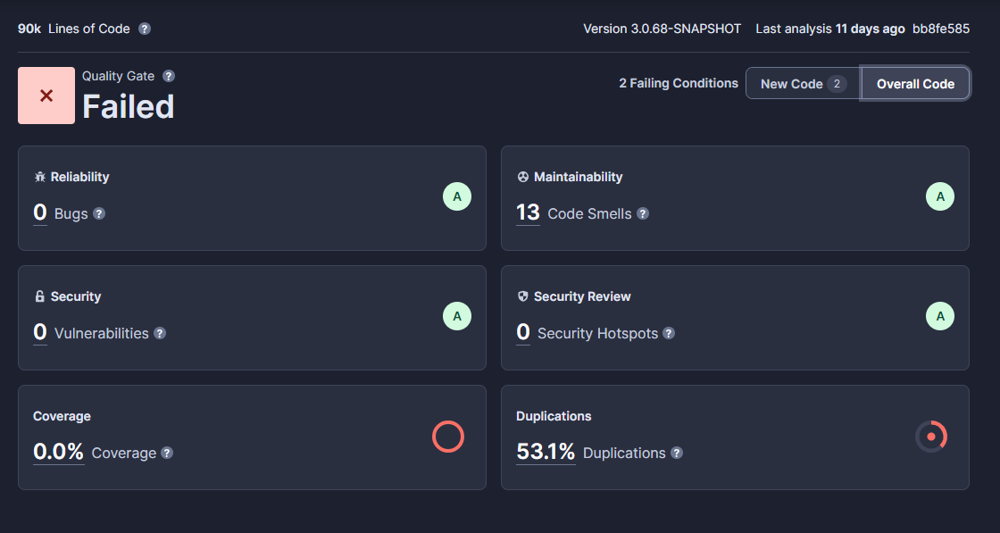 90k Lines of Code ?
Version 3.0.68-SNAPSHOT Last analysis 11 days ago bb8fe585
Quality Gate ?
Failed
2 Failing Conditions New Code 2 Overall Code
Reliability
0 Bugs ?
A
Maintainability
13 Code Smells ?
A
Security
0 Vulnerabilities ?
A
Security Review
0 Security Hotspots ?
A
Coverage
0.0% Coverage ?
Duplications
53.1% Duplications ?